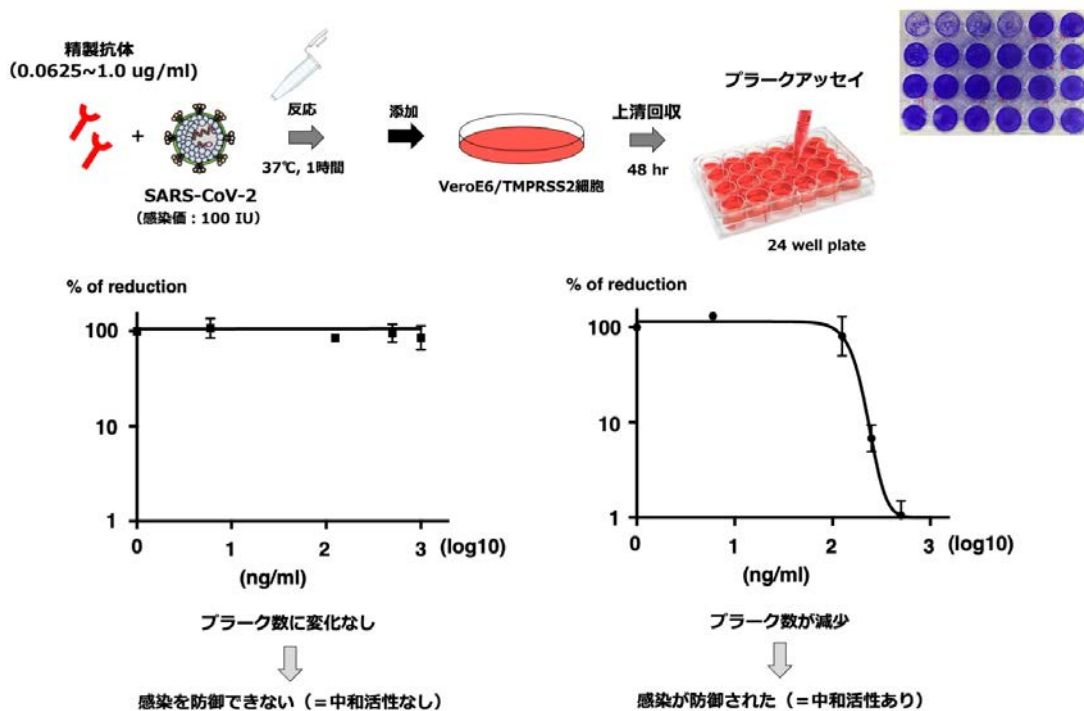 精製抗体
(0.0625~1.0 ug/ml)
+
SARS-CoV-2
(感染価：100 IU)
反応
37℃, 1時間
添加
VeroE6/TMPRSS2細胞
上清回収
48 hr
プラークアッセイ
24 well plate
% of reduction
100
10
1
0
1
2
3
(log10)
(ng/ml)
プラーク数に変化なし
感染を防御できない（＝中和活性なし）
% of reduction
100
10
1
0
1
2
3
(log10)
(ng/ml)
プラーク数が減少
感染が防御された（＝中和活性あり）